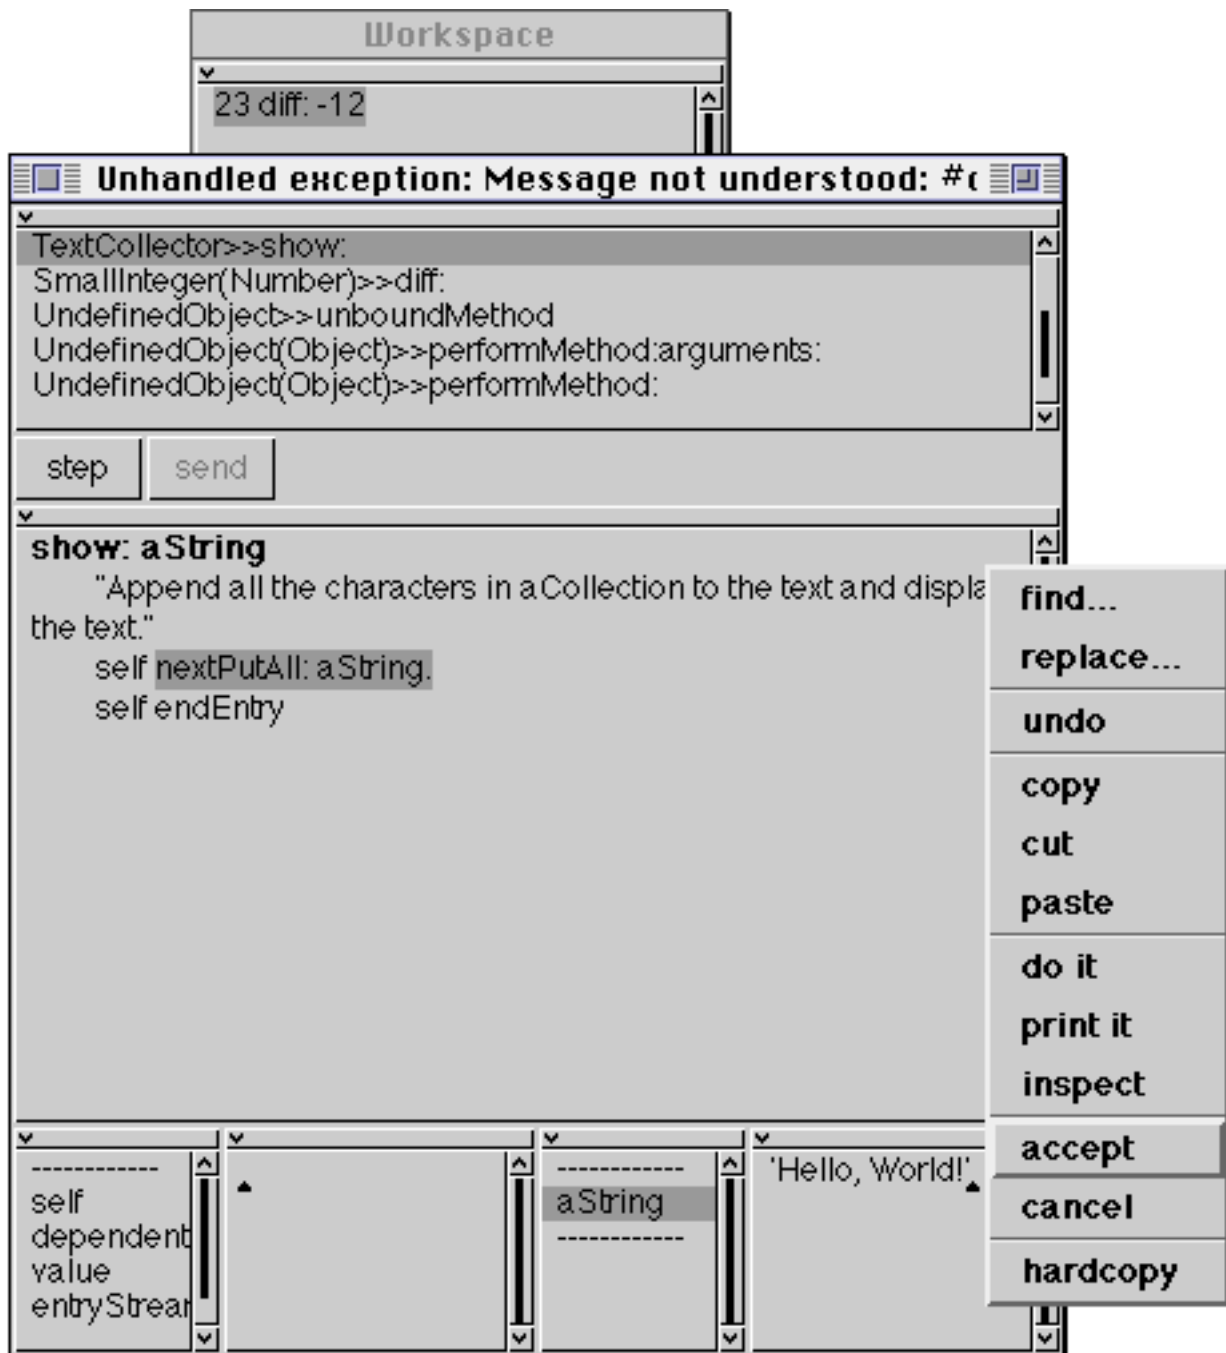 Workspace
23 diff: -12
Unhandled exception: Message not understood: #
TextCollector>>show:
SmallInteger(Number)>>diff:
UndefinedObject>>unboundMethod
UndefinedObject(Object)>>performMethod:arguments:
UndefinedObject(Object)>>performMethod:
step
send
show: aString
"Append all the characters in aCollection to the text and displa
the text."
self nextPutAll: aString.
self endEntry
find...
replace...
undo
copy
cut
paste
do it
print it
inspect
accept
cancel
hardcopy
------------
self
dependent
value
entryStrear
------------
aString
------------
'Hello, World!'